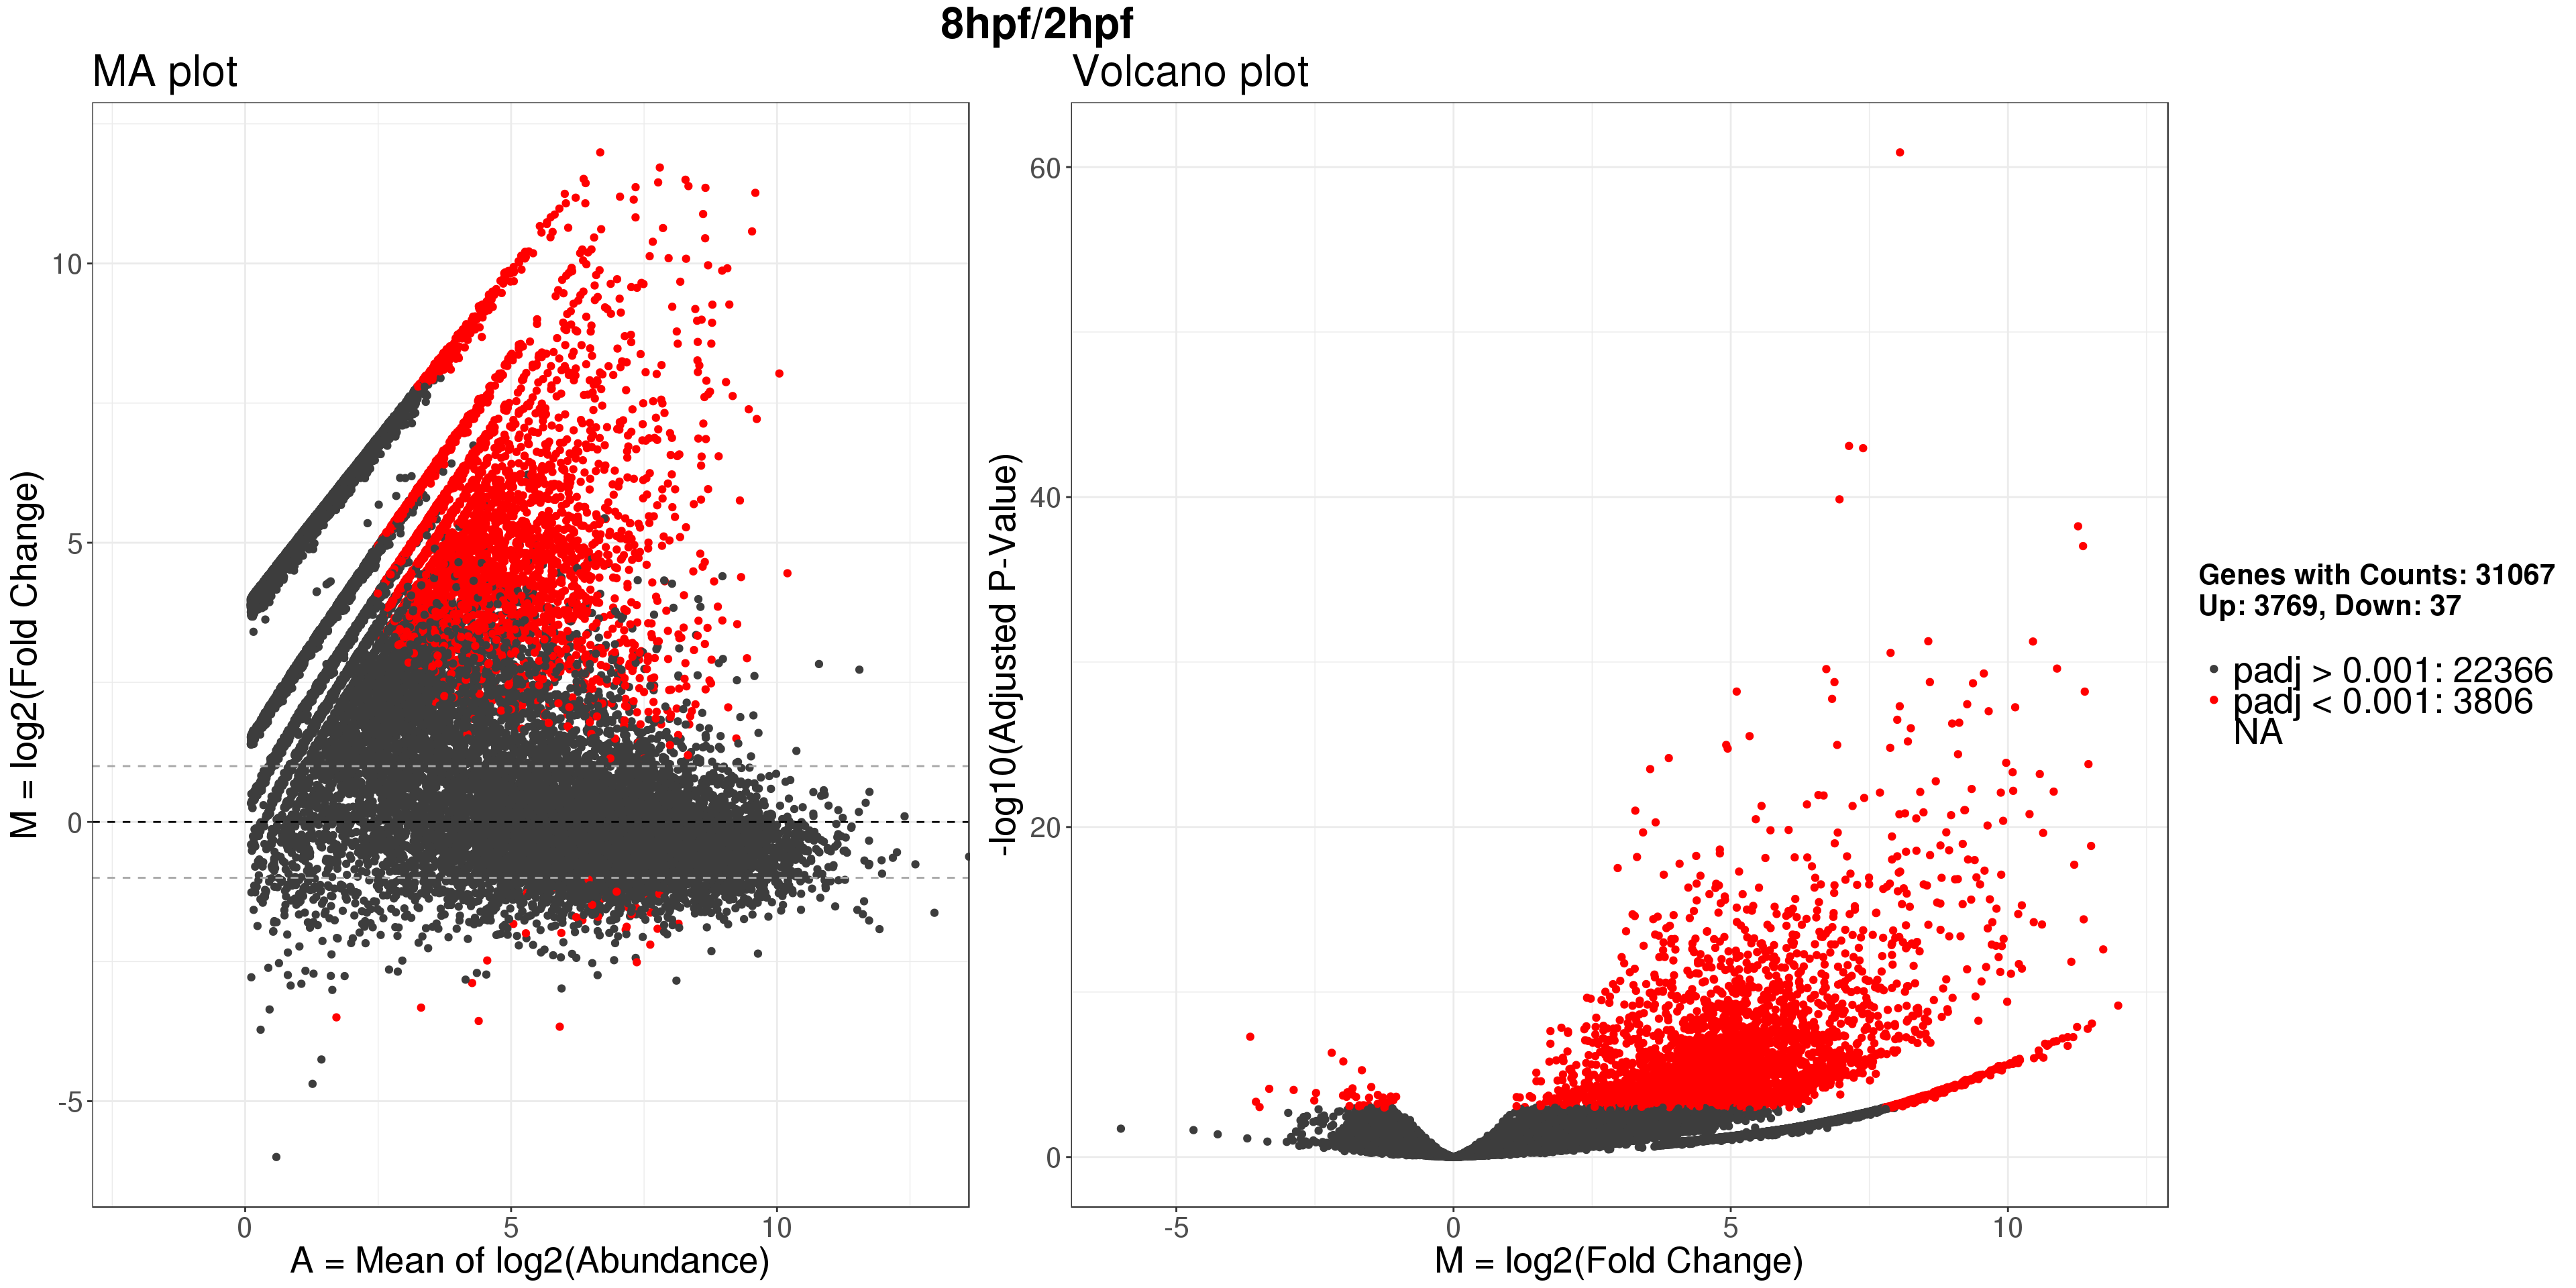 8hpf/2hpf
MA plot
M = log2(Fold Change)
10
5
0
-5
0
5
10
A = Mean of log2(Abundance)
Volcano plot
-log10(Adjusted P-Value)
60
40
20
0
-5
0
5
10
M = log2(Fold Change)
Genes with Counts: 31067
Up: 3769, Down: 37
padj > 0.001: 22366
padj < 0.001: 3806
NA